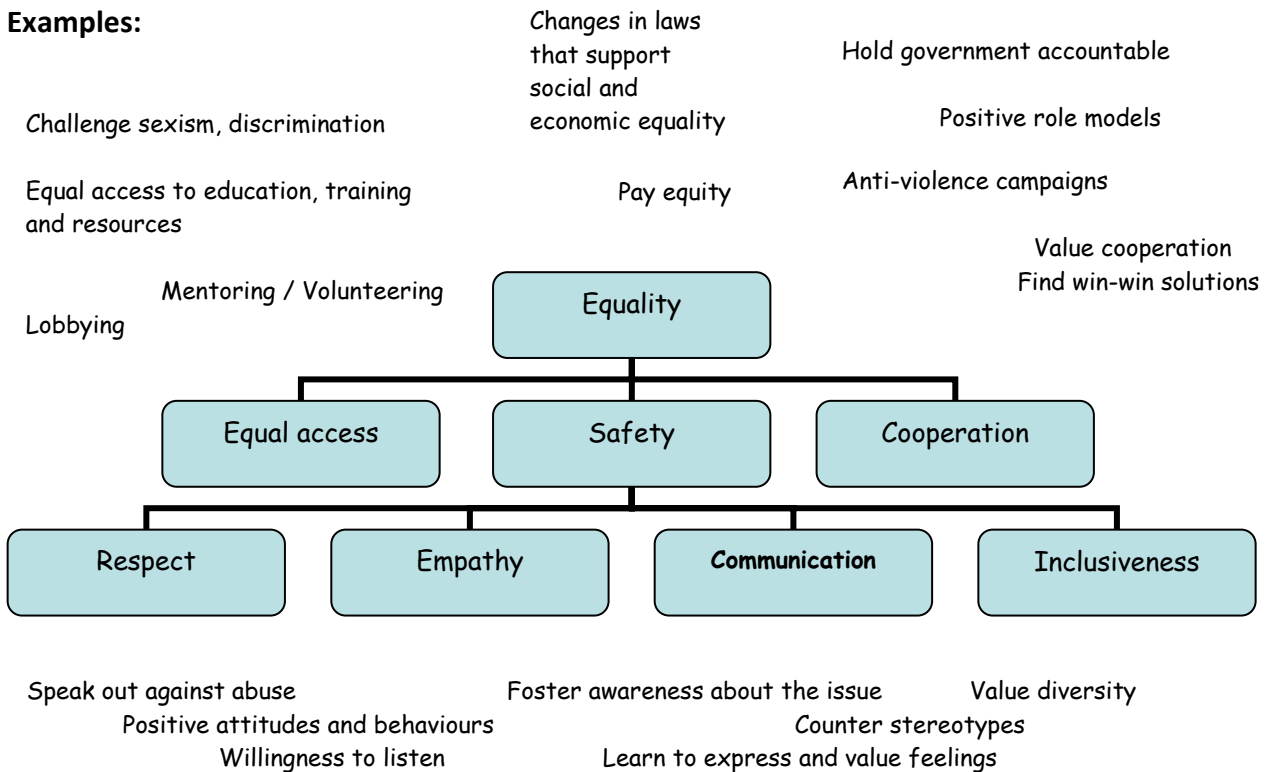 Examples:
Changes in laws
that support
social and
economic equality
Hold government accountable
Challenge sexism, discrimination
Positive role models
Equal access to education, training
and resources
Pay equity
Anti-violence campaigns
Value cooperation
Find win-win solutions
Mentoring / Volunteering
Lobbying
Equality
Equal access
Safety
Cooperation
Respect
Empathy
Communication
Inclusiveness
Speak out against abuse
Foster awareness about the issue
Value diversity
Positive attitudes and behaviours
Counter stereotypes
Willingness to listen
Learn to express and value feelings